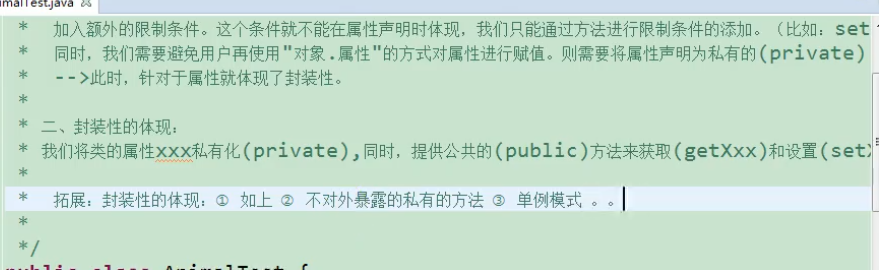 malTest.java
* 加入额外的限制条件。这个条件就不能在属性声明时体现，我们只能通过方法进行限制条件的添加。（比如：set
* 同时，我们需要避免用户再使用"对象.属性"的方式对属性进行赋值。则需要将属性声明为私有的(private)
* -->此时，针对于属性就体现了封装性。
*
* 二、封装性的体现：
* 我们将类的属性xxx私有化(private),同时，提供公共的(public)方法来获取(getXxx)和设置(set
*
* 拓展：封装性的体现：① 如上 ② 不对外暴露的私有的方法 ③ 单例模式 。。
*
*/
public class AnimalTest {